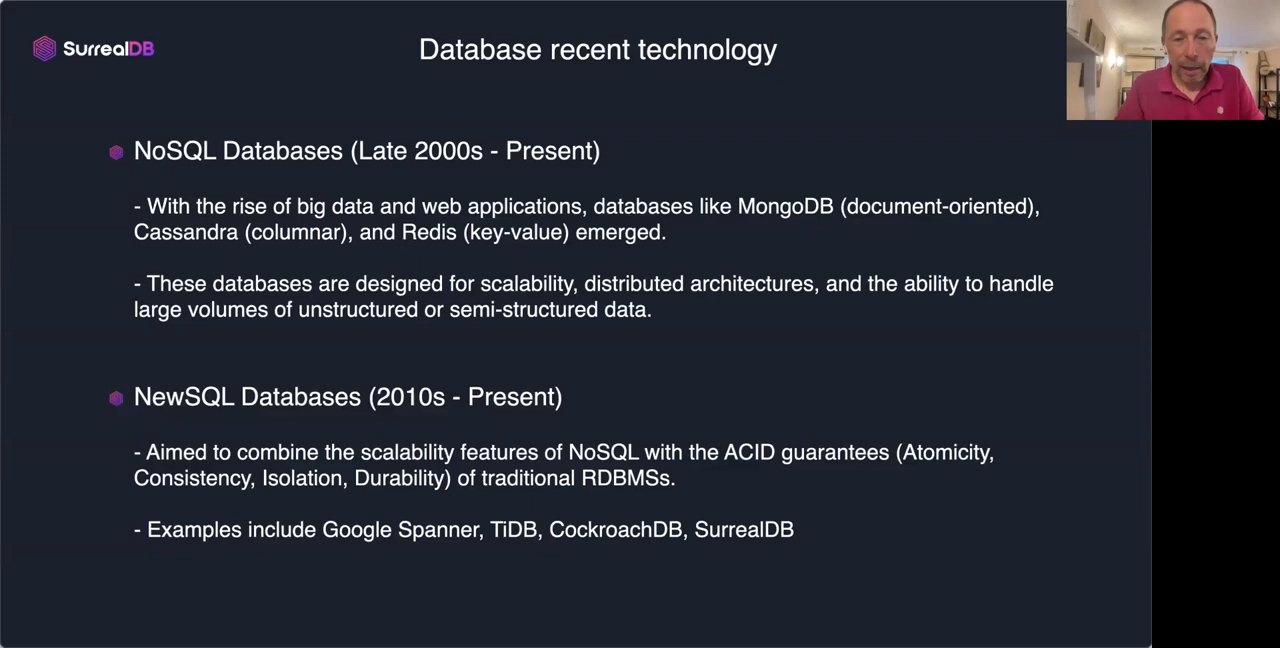 SurrealDB
Database recent technology
NoSQL Databases (Late 2000s - Present)
- With the rise of big data and web applications, databases like MongoDB (document-oriented),
Cassandra (columnar), and Redis (key-value) emerged.
- These databases are designed for scalability, distributed architectures, and the ability to handle
large volumes of unstructured or semi-structured data.
NewSQL Databases (2010s - Present)
- Aimed to combine the scalability features of NoSQL with the ACID guarantees (Atomicity,
Consistency, Isolation, Durability) of traditional RDBMSs.
- Examples include Google Spanner, TiDB, CockroachDB, SurrealDB